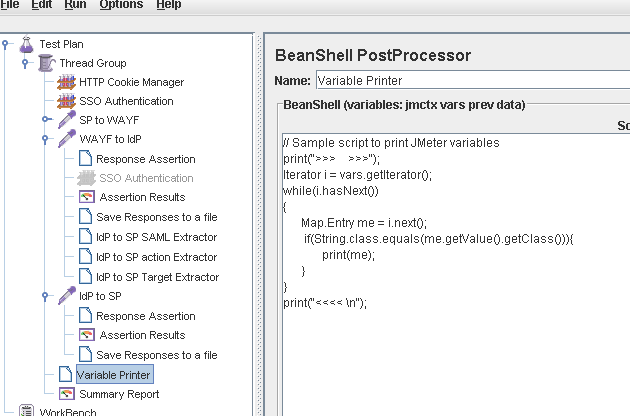 File Edit Run Options Help
Test Plan
Thread Group
HTTP Cookie Manager
SSO Authentication
SP to WAYF
WAYF to IdP
Response Assertion
SSO Authentication
Assertion Results
Save Responses to a file
IdP to SP SAML Extractor
IdP to SP action Extractor
IdP to SP Target Extractor
IdP to SP
Response Assertion
Assertion Results
Save Responses to a file
Variable Printer
Summary Report
WorkBench
BeanShell PostProcessor
Name: Variable Printer
BeanShell (variables: jmctx vars prev data)
Sc
// Sample script to print JMeter variables
print(">>>    >>>");
Iterator i = vars.getIterator();
while(i.hasNext())
{
Map.Entry me = i.next();
if(String.class.equals(me.getValue().getClass())){
print(me);
}
}
print("<<<< \n");